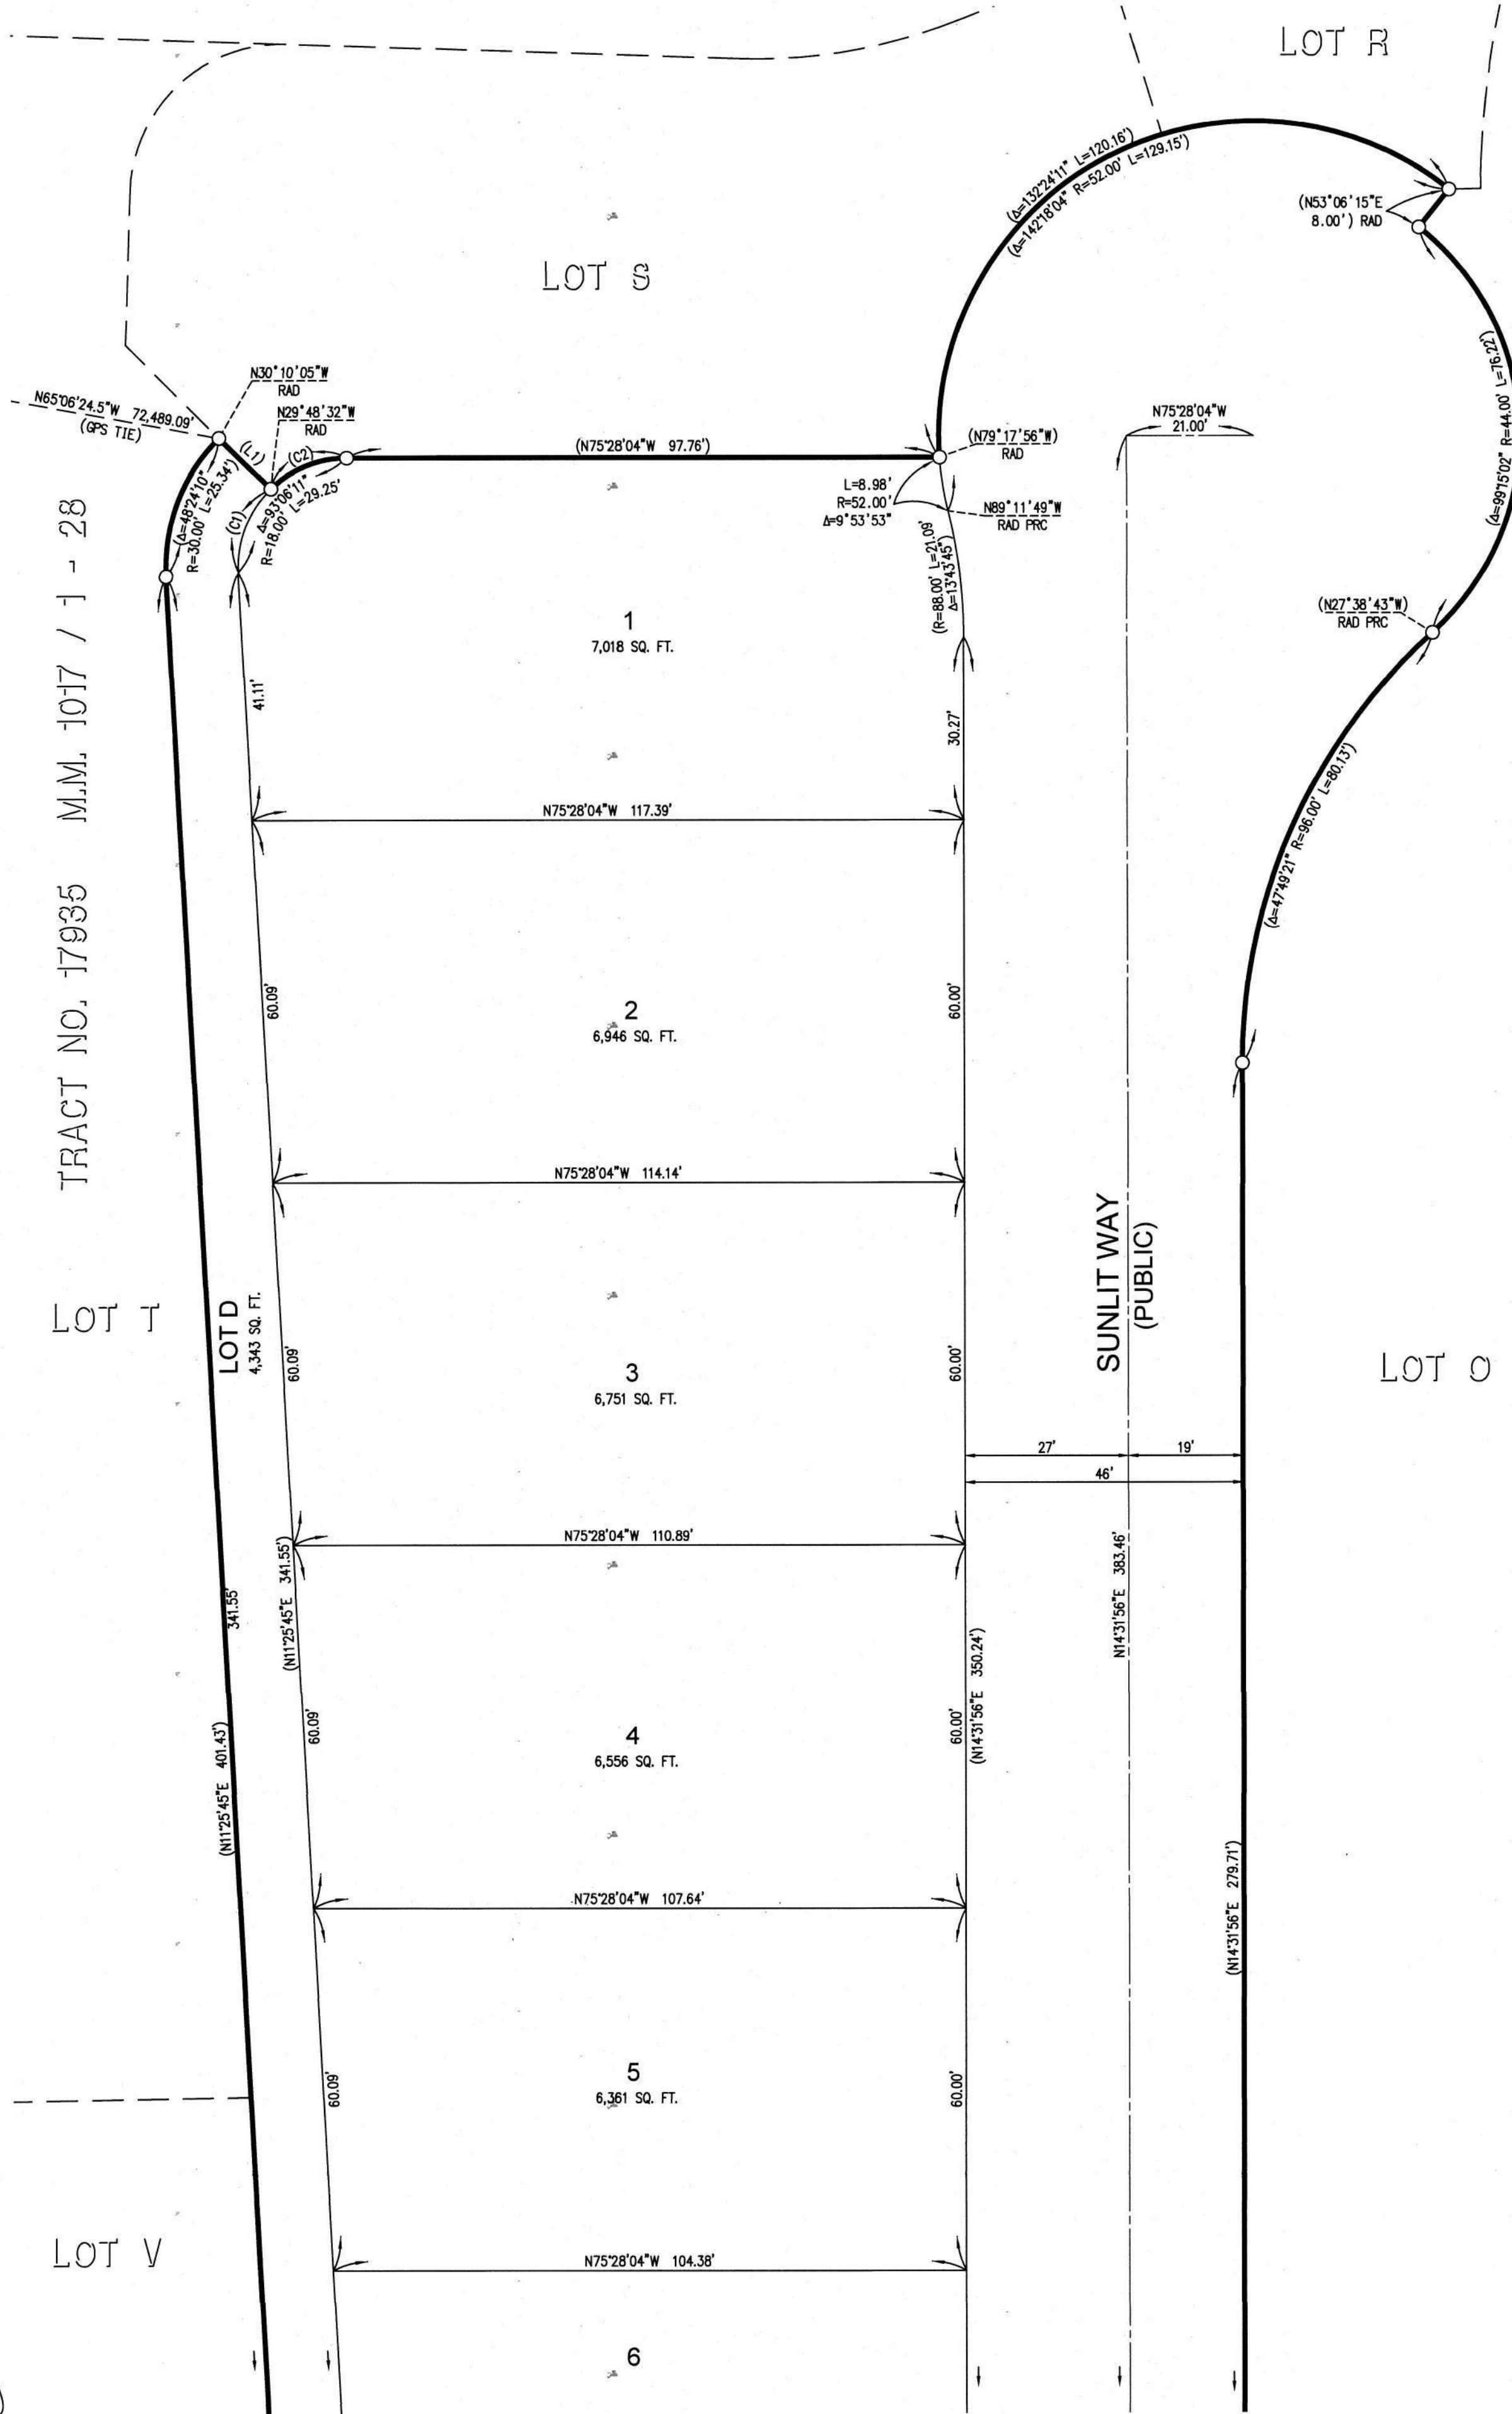 LOT R
(Δ=132°24'11" L=120.16')
(Δ=142°18'04" R=52.00' L=129.15')
(N53°06'15"E
8.00') RAD
LOT S
(Δ=99°15'02" R=44.00' L=76.22')
N30°10'05"W
RAD
N65°06'24.5"W 72,489.09'
(GPS TIE)
N29°48'32"W
RAD
(L1)
(C2)
(N75°28'04"W 97.76')
(N79°17'56"W)
RAD
N75°28'04"W
21.00'
(Δ=48°24'10"
R=30.00' L=25.34')
(C1)
Δ=93°06'11"
R=18.00' L=29.25'
L=8.98'
R=52.00'
Δ=9°53'53"
N89°11'49"W
RAD PRC
(R=88.00' L=21.09'
Δ=13°43'45")
(N27°38'43"W)
RAD PRC
1
7,018 SQ. FT.
41.11'
30.27'
(Δ=47°49'21" R=96.00' L=80.13')
N75°28'04"W 117.39'
TRACT NO. 17935 M.M. 1017 / 1 - 28
2
6,946 SQ. FT.
60.09'
60.00'
N75°28'04"W 114.14'
SUNLIT WAY
(PUBLIC)
LOT T
LOT D
4,343 SQ. FT.
60.09'
3
6,751 SQ. FT.
60.00'
LOT O
27'
19'
46'
N75°28'04"W 110.89'
341.55'
(N11°25'45"E 341.55')
N14°31'56"E 383.46'
(N14°31'56"E 350.24')
(N11°25'45"E 401.43')
60.09'
4
6,556 SQ. FT.
60.00'
N75°28'04"W 107.64'
(N14°31'56"E 279.71')
5
6,361 SQ. FT.
60.09'
60.00'
LOT V
N75°28'04"W 104.38'
6